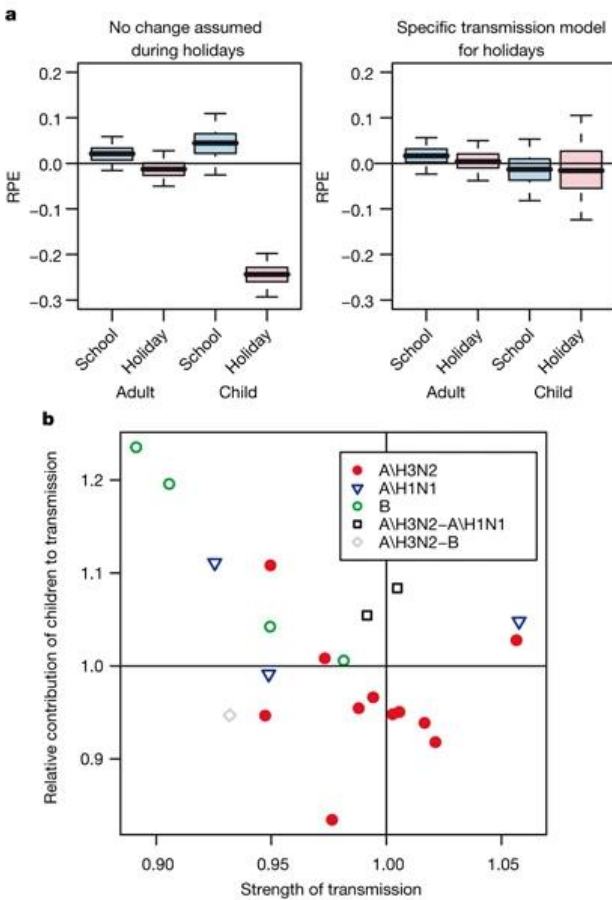 a
No change assumed
during holidays
Specific transmission model
for holidays
RPE
0.2
0.1
0.0
−0.1
−0.2
−0.3
School
Holiday
School
Holiday
Adult
Child
RPE
0.2
0.1
0.0
−0.1
−0.2
−0.3
School
Holiday
School
Holiday
Adult
Child
b
Relative contribution of children to transmission
1.2
1.1
1.0
0.9
A\H3N2
A\H1N1
B
A\H3N2−A\H1N1
A\H3N2−B
0.90
0.95
1.00
1.05
Strength of transmission